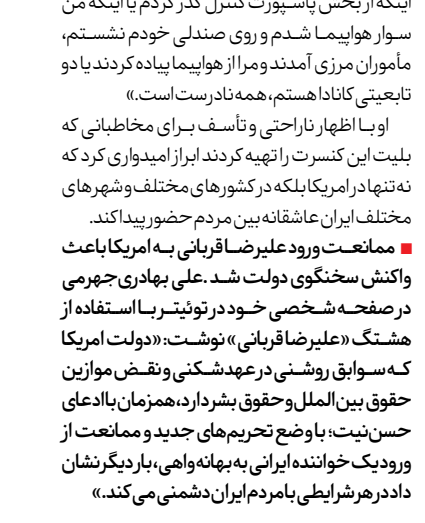 اینکه از بخش پاسپورت کنترل گذر کردم یا اینکه من
سوار هواپیما شدم و روی صندلی خودم نشستم،
مأموران مرزی آمدند و مرا از هواپیما پیاده کردند یا دو
تابعیتی کانادا هستم، همه نادرست است.»
او با اظهار ناراحتی و تأسف برای مخاطبانی که
بلیت این کنسرت را تهیه کردند ابراز امیدواری کرد که
نه‌تنها در امریکا بلکه در کشورهای مختلف و شهرهای
مختلف ایران عاشقانه بین مردم حضور پیدا کند.
■ ممانعت ورود علیرضا قربانی به امریکا باعث
واکنش سخنگوی دولت شد. علی بهادری‌جهرمی
در صفحه شخصی خود در توئیتر با استفاده از
هشتگ «علیرضا قربانی» نوشت: «دولت امریکا
که سوابق روشنی در عهدشکنی و نقض موازین
حقوق بین‌الملل و حقوق بشر دارد، همزمان با ادعای
حسن‌نیت؛ با وضع تحریم‌های جدید و ممانعت از
ورود یک خواننده ایرانی به بهانه واهی، بار دیگر نشان
داد در هر شرایطی با مردم ایران دشمنی می‌کند.»